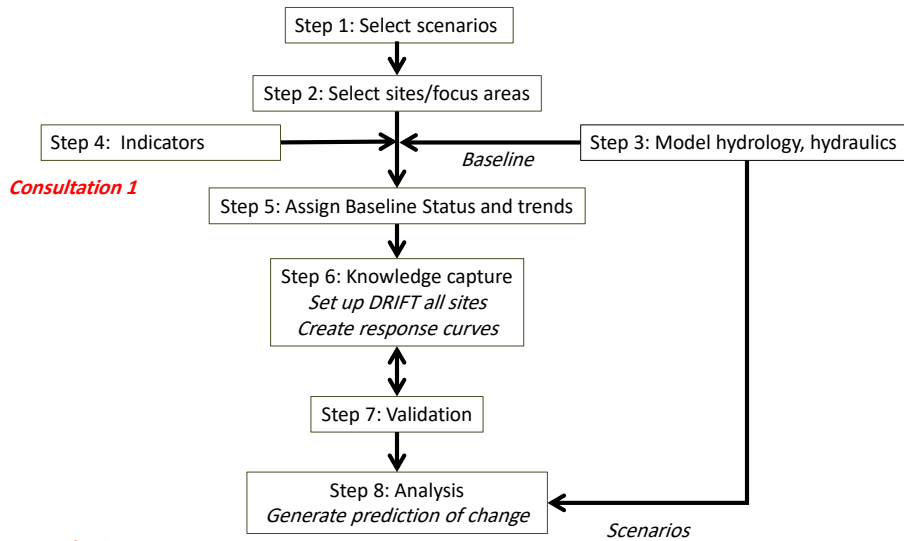 Step 1: Select scenarios
Step 2: Select sites/focus areas
Step 4: Indicators
Step 3: Model hydrology, hydraulics
Baseline
Consultation 1
Step 5: Assign Baseline Status and trends
Step 6: Knowledge capture
Set up DRIFT all sites
Create response curves
Step 7: Validation
Step 8: Analysis
Generate prediction of change
Scenarios